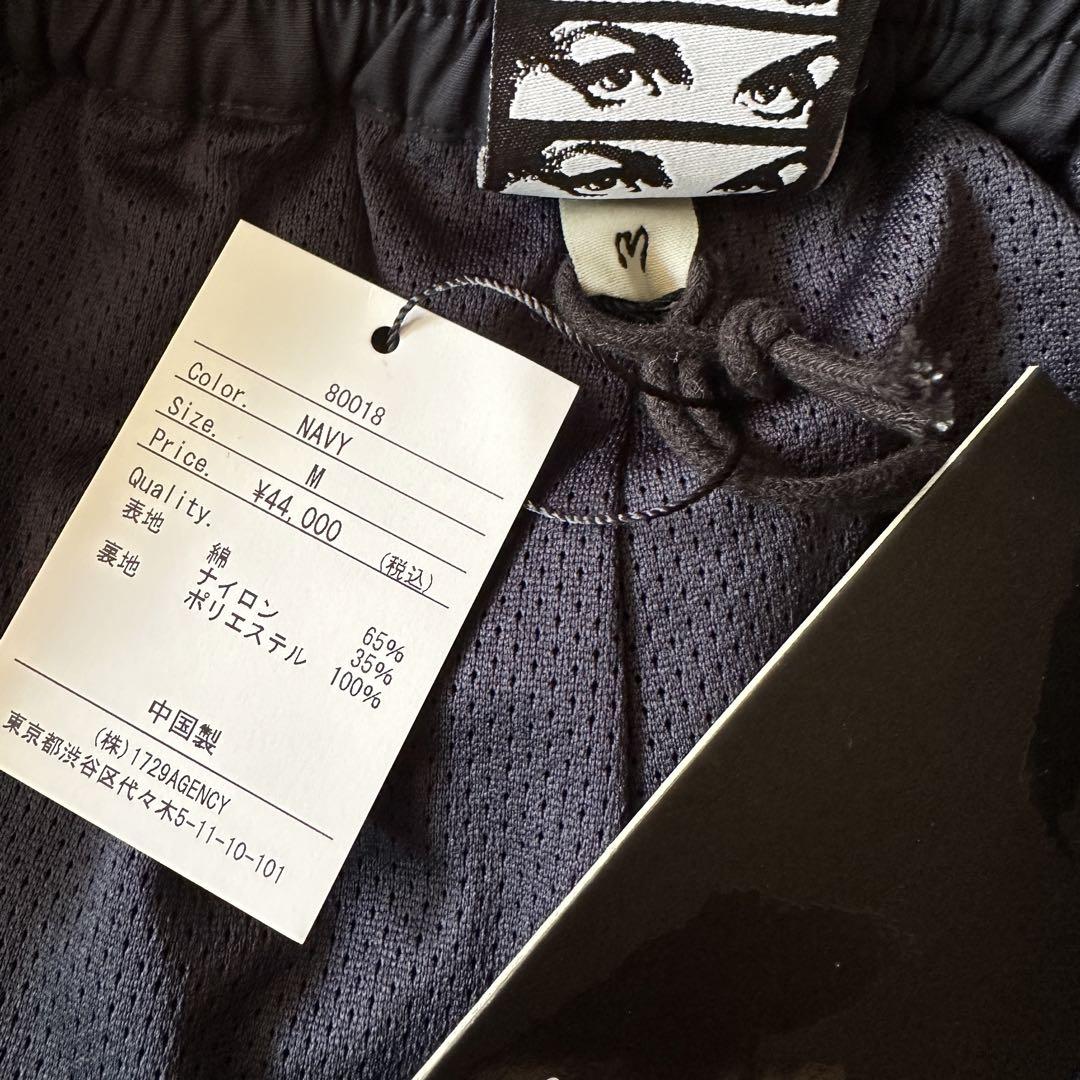 M
80018
Color. NAVY
Size. M
Price. ¥44,000 (税込)
Quality.
表地 綿 65%
ナイロン 35%
裏地 ポリエステル 100%
中国製
(株)1729AGENCY
東京都渋谷区代々木5-11-10-101